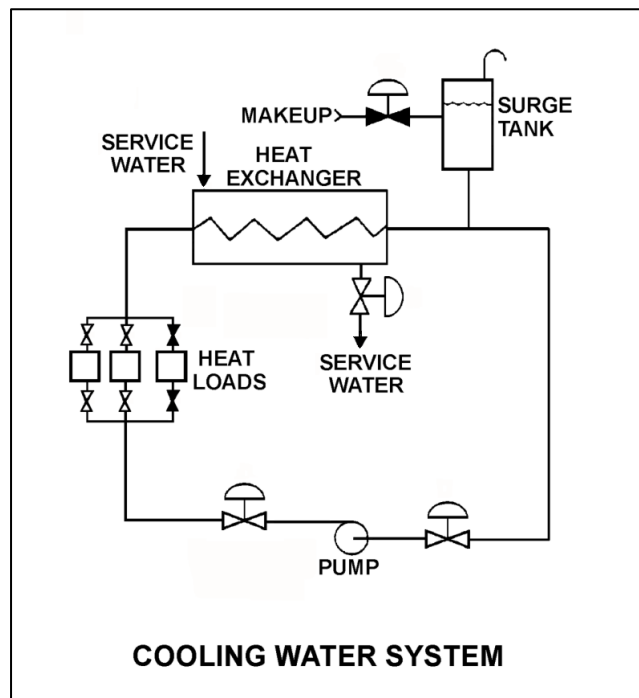 MAKEUP
SURGE
TANK
SERVICE
WATER
HEAT
EXCHANGER
HEAT
LOADS
SERVICE
WATER
PUMP
COOLING WATER SYSTEM